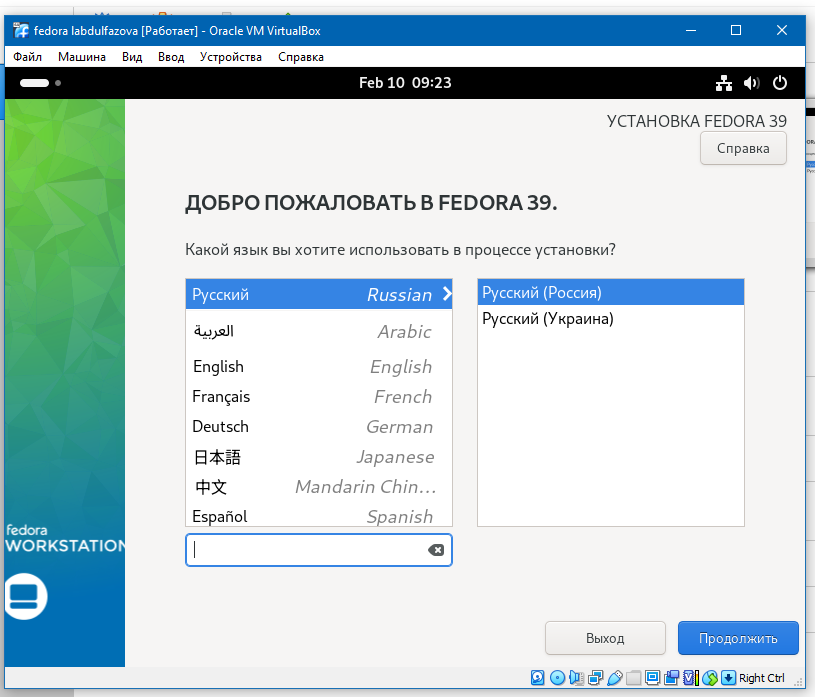 fedora labdulfazova [Работает] - Oracle VM VirtualBox
Файл Машина Вид Ввод Устройства Справка
Feb 10 09:23
УСТАНОВКА FEDORA 39
Справка
ДОБРО ПОЖАЛОВАТЬ В FEDORA 39.
Какой язык вы хотите использовать в процессе установки?
Русский Russian
العربية Arabic
English English
Français French
Deutsch German
日本語 Japanese
中文 Mandarin Chin...
Español Spanish
Русский (Россия)
Русский (Украина)
fedora
WORKSTATION
Выход Продолжить
Right Ctrl